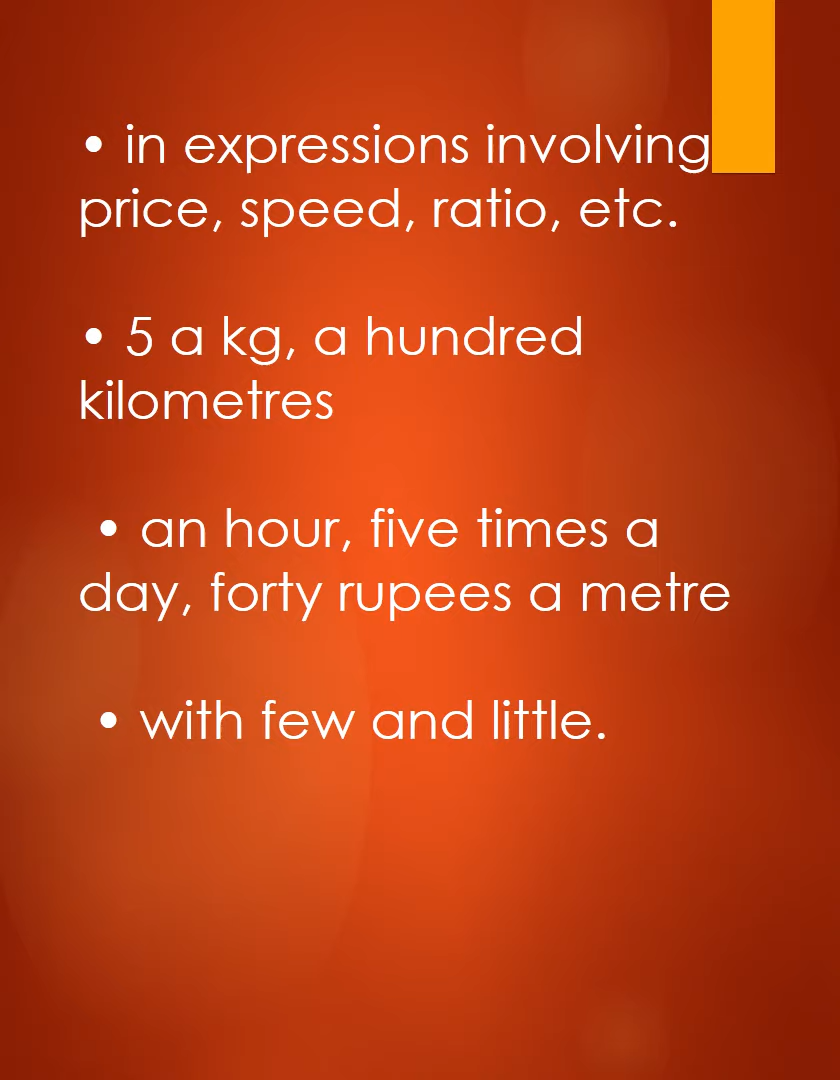 • in expressions involving
price, speed, ratio, etc.
• 5 a kg, a hundred
kilometres
• an hour, five times a
day, forty rupees a metre
• with few and little.